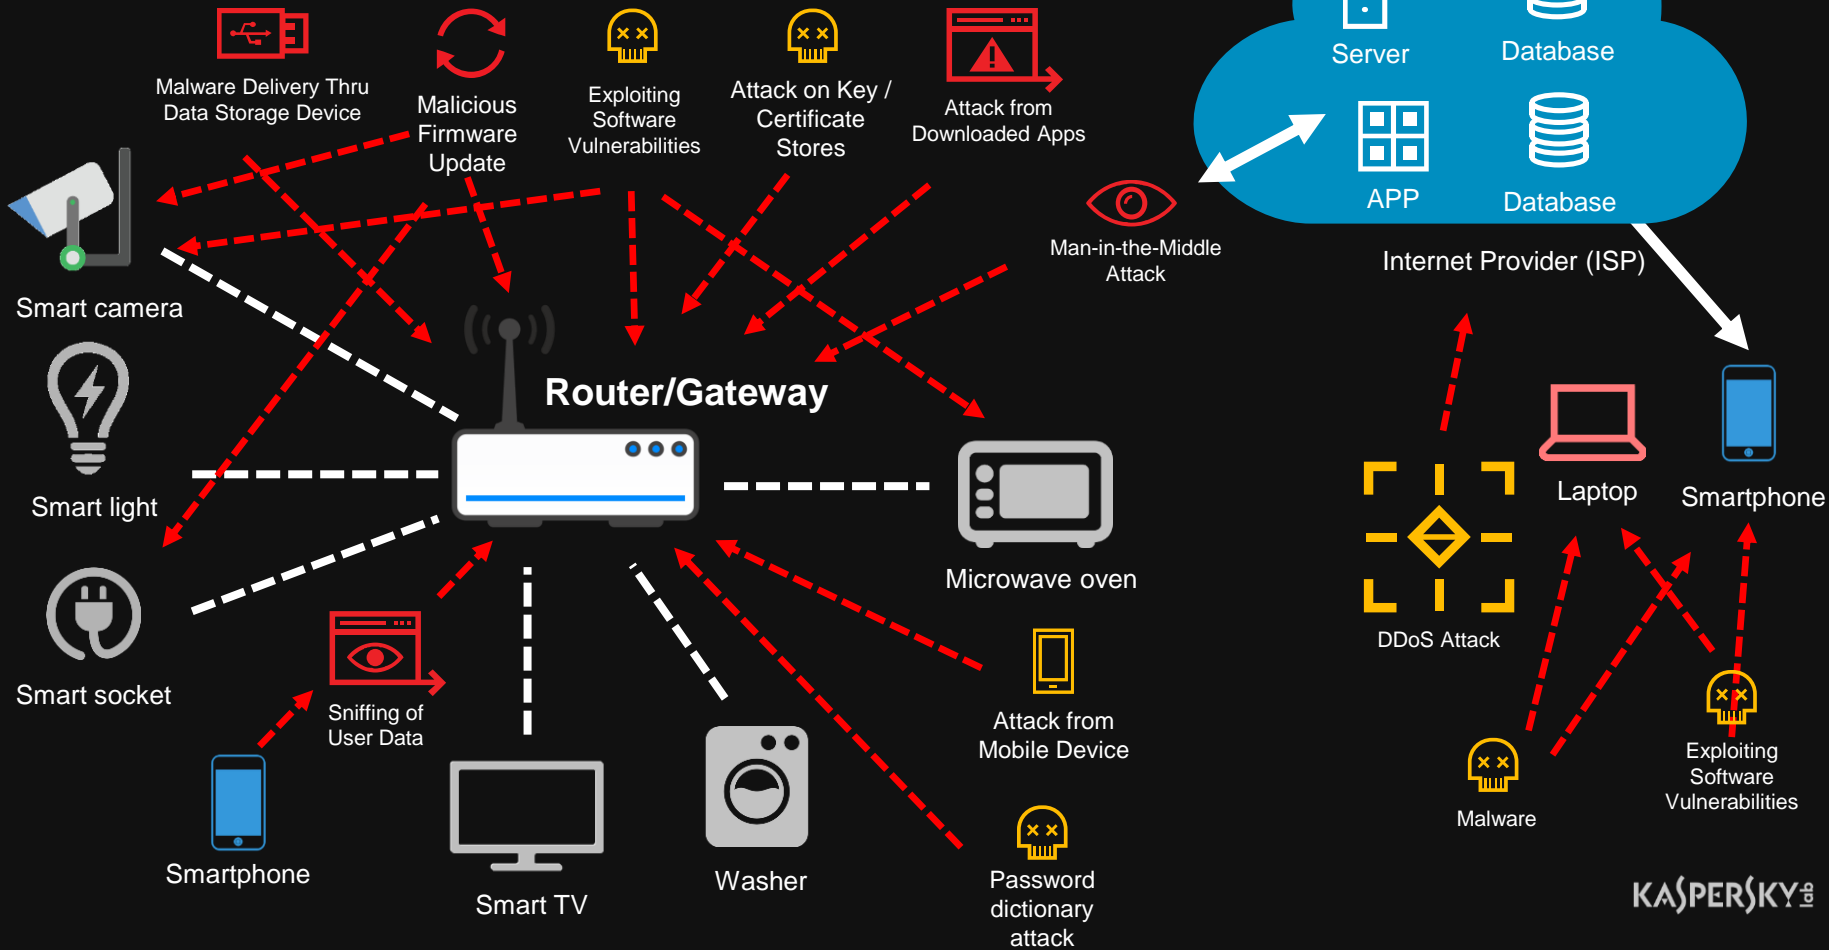 Malware Delivery Thru
Data Storage Device
Malicious
Firmware
Update
Exploiting
Software
Vulnerabilities
Attack on Key /
Certificate
Stores
Attack from
Downloaded Apps
Server
Database
APP
Database
Man-in-the-Middle
Attack
Internet Provider (ISP)
Smart camera
Router/Gateway
Smart light
Laptop
Smartphone
Microwave oven
DDoS Attack
Smart socket
Sniffing of
User Data
Attack from
Mobile Device
Exploiting
Software
Vulnerabilities
Malware
Smartphone
Smart TV
Washer
Password
dictionary
attack
KASPERSKY lab